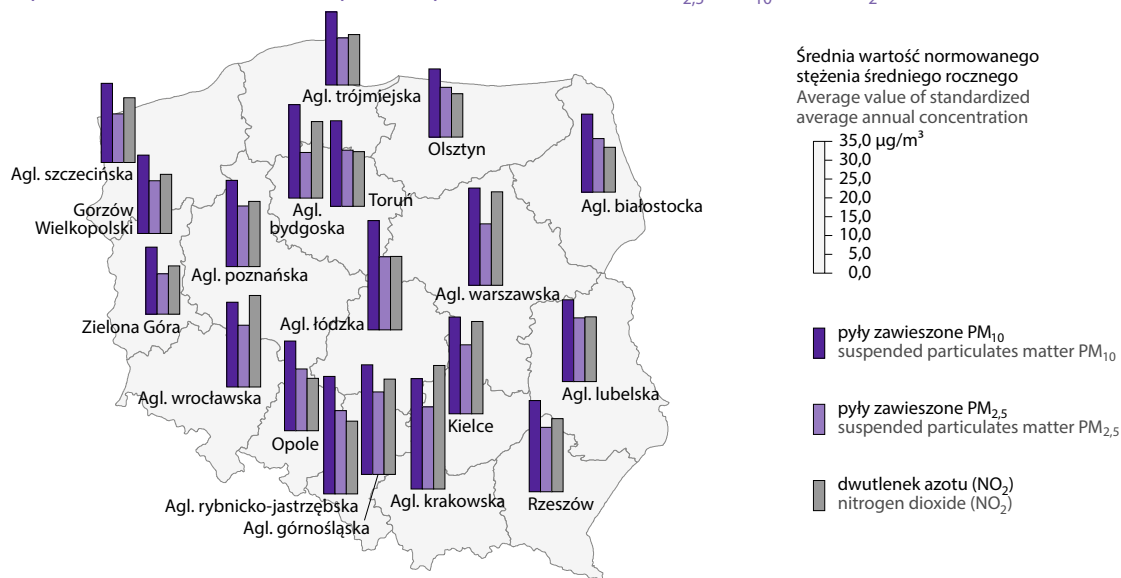 Agl. trójmiejska
Olsztyn
Agl. szczecińska
Gorzów
Wielkopolski
Agl.
bydgoska
Toruń
Agl. białostocka
Agl. poznańska
Agl. warszawska
Zielona Góra
Agl. łódzka
Agl. wrocławska
Agl. lubelska
Opole
Kielce
Agl. rybnicko-jastrzębska
Agl. górnośląska
Agl. krakowska
Rzeszów
Średnia wartość normowanego
stężenia średniego rocznego
Average value of standardized
average annual concentration
35,0 µg/m³
30,0
25,0
20,0
15,0
10,0
5,0
0,0
pyły zawieszone PM₁₀
suspended particulates matter PM₁₀
pyły zawieszone PM₂,₅
suspended particulates matter PM₂,₅
dwutlenek azotu (NO₂)
nitrogen dioxide (NO₂)